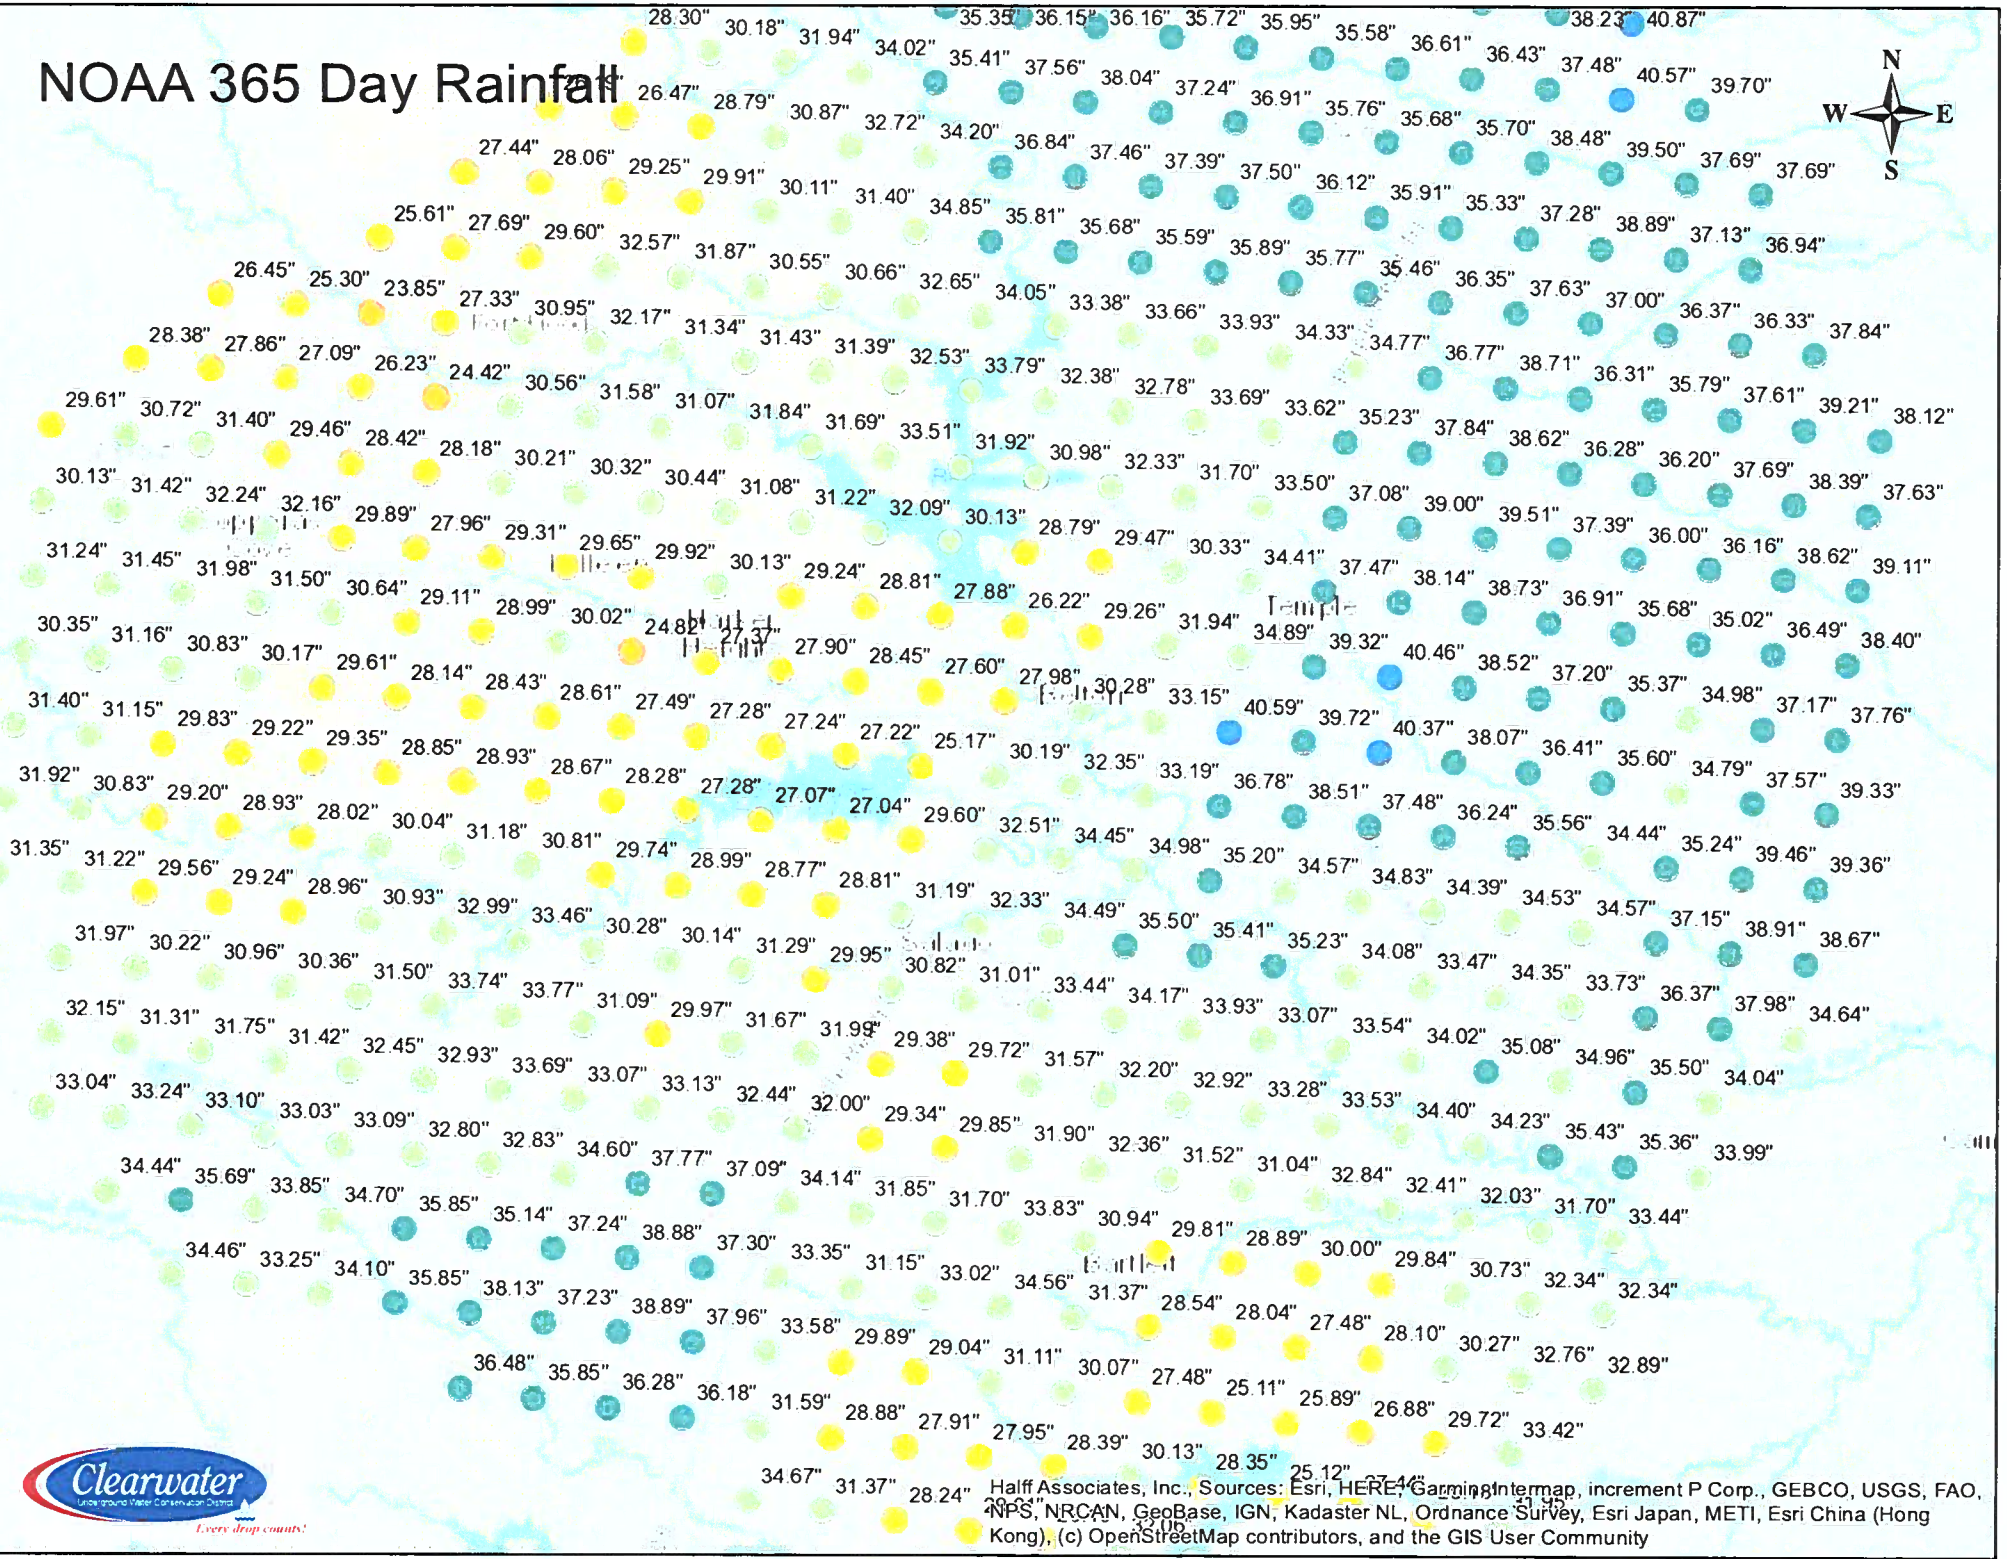 28.30" 30.18" 31.94" 34.02" 35.41" 37.56" 38.04" 37.24" 36.91" 35.76" 35.68" 35.70" 38.48" 39.50" 37.69" 37.69"
35.35" 36.15" 36.16" 35.72" 35.95" 35.58" 36.61" 36.43" 37.48" 40.57" 39.70"
38.23" 40.87"
NOAA 365 Day Rainfall
N
W E
S
26.47" 28.79" 30.87" 32.72" 34.20" 36.84" 37.46" 37.39" 37.50" 36.12" 35.91" 35.33" 37.28" 38.89" 37.13" 36.94"
27.44" 28.06" 29.25" 29.91" 30.11" 31.40" 34.85" 35.81" 35.68" 35.59" 35.89" 35.77" 35.46" 36.35" 37.63" 37.00" 36.37" 36.33" 37.84"
25.61" 27.69" 29.60" 32.57" 31.87" 30.55" 30.66" 32.65" 34.05" 33.38" 33.66" 33.93" 34.33" 34.77" 36.77" 38.71" 36.31" 35.79" 37.61" 39.21" 38.12"
26.45" 25.30" 23.85" 27.33" 30.95" 32.17" 31.34" 31.43" 31.39" 32.53" 33.79" 32.38" 32.78" 33.69" 33.62" 35.23" 37.84" 38.62" 36.28" 36.20" 37.69" 38.39" 37.63"
28.38" 27.86" 27.09" 26.23" 24.42" 30.56" 31.58" 31.07" 31.84" 31.69" 33.51" 31.92" 30.98" 32.33" 31.70" 33.50" 37.08" 39.00" 39.51" 37.39" 36.00" 36.16" 38.62" 39.11"
29.61" 30.72" 31.40" 29.46" 28.42" 28.18" 30.21" 30.32" 30.44" 31.08" 31.22" 32.09" 30.13" 28.79" 29.47" 30.33" 34.41" 37.47" 38.14" 38.73" 36.91" 35.68" 35.02" 36.49" 38.40"
30.13" 31.42" 32.24" 32.16" 29.89" 27.96" 29.31" 29.65" 29.92" 30.13" 29.24" 28.81" 27.88" 26.22" 29.26" 31.94" 34.89" 39.32" 40.46" 38.52" 37.20" 35.37" 34.98" 37.17" 37.76"
Temple
31.24" 31.45" 31.98" 31.50" 30.64" 29.11" 28.99" 30.02" 24.82" 27.37" 27.90" 28.45" 27.60" 27.98" 30.28" 33.15" 40.59" 39.72" 40.37" 38.07" 36.41" 35.60" 34.79" 37.57" 39.33"
30.35" 31.16" 30.83" 30.17" 29.61" 28.14" 28.43" 28.61" 27.49" 27.28" 27.24" 27.22" 25.17" 30.19" 32.35" 33.19" 36.78" 38.51" 37.48" 36.24" 35.56" 34.44" 35.24" 39.46" 39.36"
31.40" 31.15" 29.83" 29.22" 29.35" 28.85" 28.93" 28.67" 28.28" 27.28" 27.07" 27.04" 29.60" 32.51" 34.45" 34.98" 35.20" 34.57" 34.83" 34.39" 34.53" 34.57" 37.15" 38.91" 38.67"
31.92" 30.83" 29.20" 28.93" 28.02" 30.04" 31.18" 30.81" 29.74" 28.99" 28.77" 28.81" 31.19" 32.33" 34.49" 35.50" 35.41" 35.23" 34.08" 33.47" 34.35" 33.73" 36.37" 37.98" 34.64"
31.35" 31.22" 29.56" 29.24" 28.96" 30.93" 32.99" 33.46" 30.28" 30.14" 31.29" 29.95" 30.82" 31.01" 33.44" 34.17" 33.93" 33.07" 33.54" 34.02" 35.08" 34.96" 35.50" 34.04"
31.97" 30.22" 30.96" 30.36" 31.50" 33.74" 33.77" 31.09" 29.97" 31.67" 31.99" 29.38" 29.72" 31.57" 32.20" 32.92" 33.28" 33.53" 34.40" 34.23" 35.43" 35.36" 33.99"
32.15" 31.31" 31.75" 31.42" 32.45" 32.93" 33.69" 33.07" 33.13" 32.44" 32.00" 29.34" 29.85" 31.90" 32.36" 31.52" 31.04" 32.84" 32.41" 32.03" 31.70" 33.44"
33.04" 33.24" 33.10" 33.03" 33.09" 32.80" 32.83" 34.60" 37.77" 37.09" 34.14" 31.85" 31.70" 33.83" 30.94" 29.81" 28.89" 30.00" 29.84" 30.73" 32.34" 32.34"
Bartlett
34.44" 35.69" 33.85" 34.70" 35.85" 35.14" 37.24" 38.88" 37.30" 33.35" 31.15" 33.02" 34.56" 31.37" 28.54" 28.04" 27.48" 28.10" 30.27" 32.76" 32.89"
34.46" 33.25" 34.10" 35.85" 38.13" 37.23" 38.89" 37.96" 33.58" 29.89" 29.04" 31.11" 30.07" 27.48" 25.11" 25.89" 26.88" 29.72" 33.42"
36.48" 35.85" 36.28" 36.18" 31.59" 28.88" 27.91" 27.95" 28.39" 30.13" 28.35" 25.12"
34.67" 31.37" 28.24"
Clearwater
Underground Water Conservation District
Every drop counts!
Halff Associates, Inc., Sources: Esri, HERE, Garmin, Intermap, increment P Corp., GEBCO, USGS, FAO,
NPS, NRCAN, GeoBase, IGN, Kadaster NL, Ordnance Survey, Esri Japan, METI, Esri China (Hong
Kong), (c) OpenStreetMap contributors, and the GIS User Community